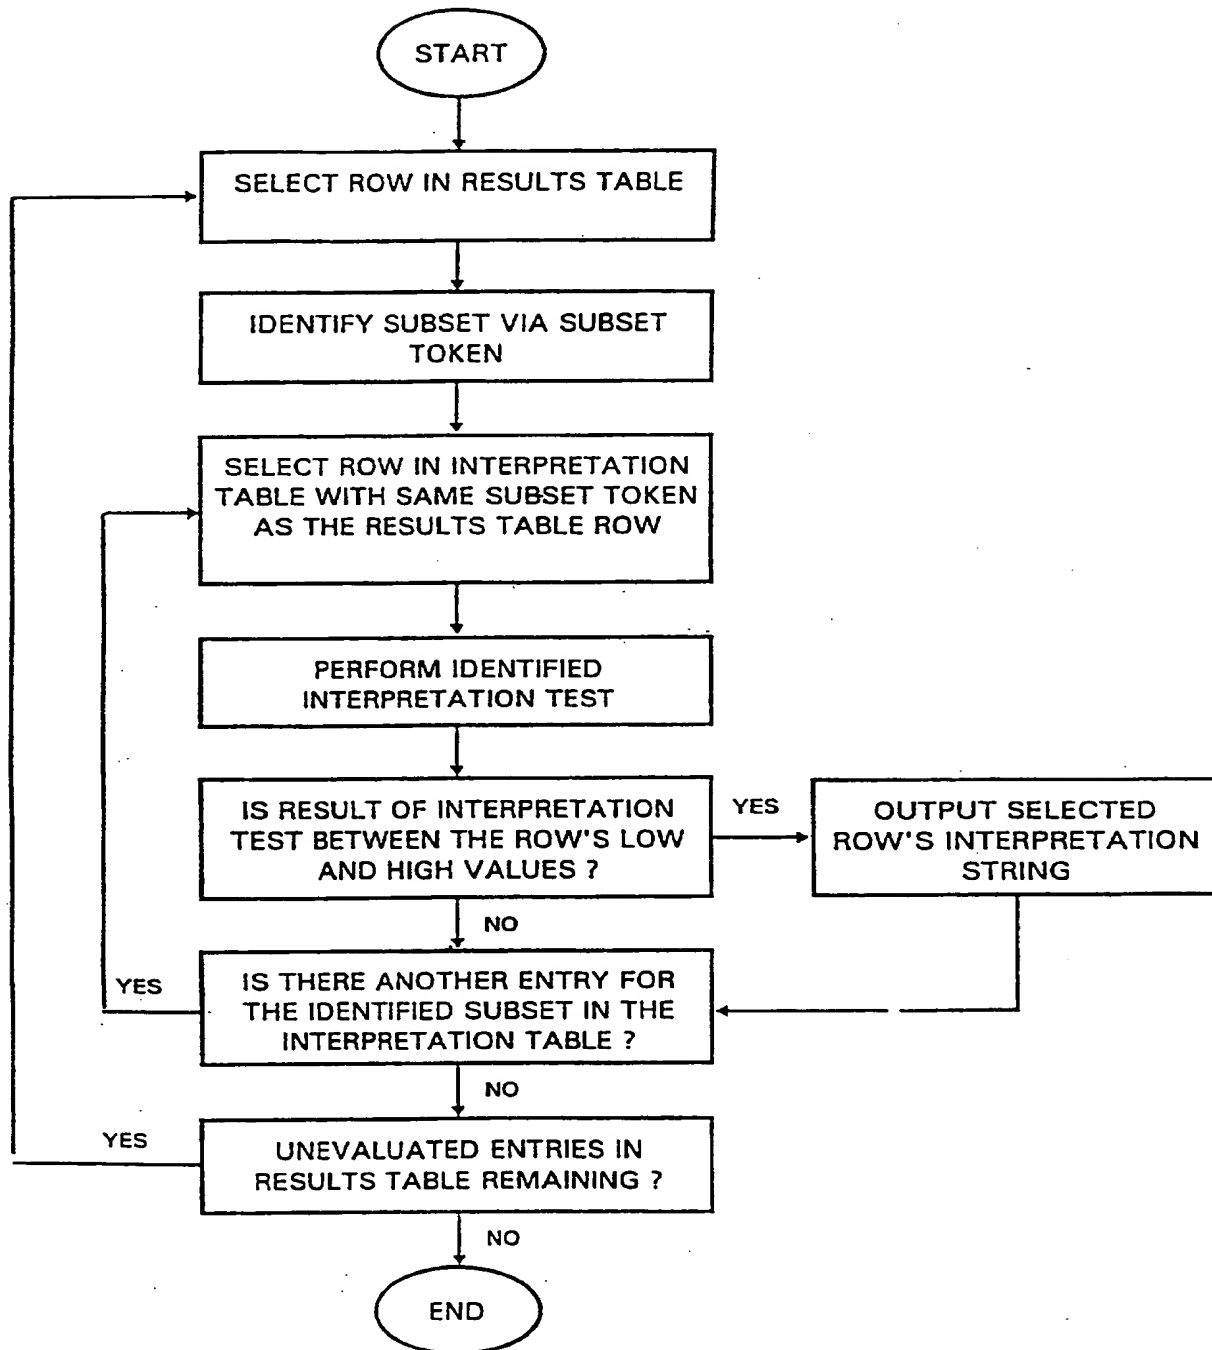 START
SELECT ROW IN RESULTS TABLE
IDENTIFY SUBSET VIA SUBSET
TOKEN
SELECT ROW IN INTERPRETATION
TABLE WITH SAME SUBSET TOKEN
AS THE RESULTS TABLE ROW
PERFORM IDENTIFIED
INTERPRETATION TEST
IS RESULT OF INTERPRETATION
TEST BETWEEN THE ROW'S LOW
AND HIGH VALUES ?
YES
OUTPUT SELECTED
ROW'S INTERPRETATION
STRING
NO
YES
IS THERE ANOTHER ENTRY FOR
THE IDENTIFIED SUBSET IN THE
INTERPRETATION TABLE ?
NO
YES
UNEVALUATED ENTRIES IN
RESULTS TABLE REMAINING ?
NO
END